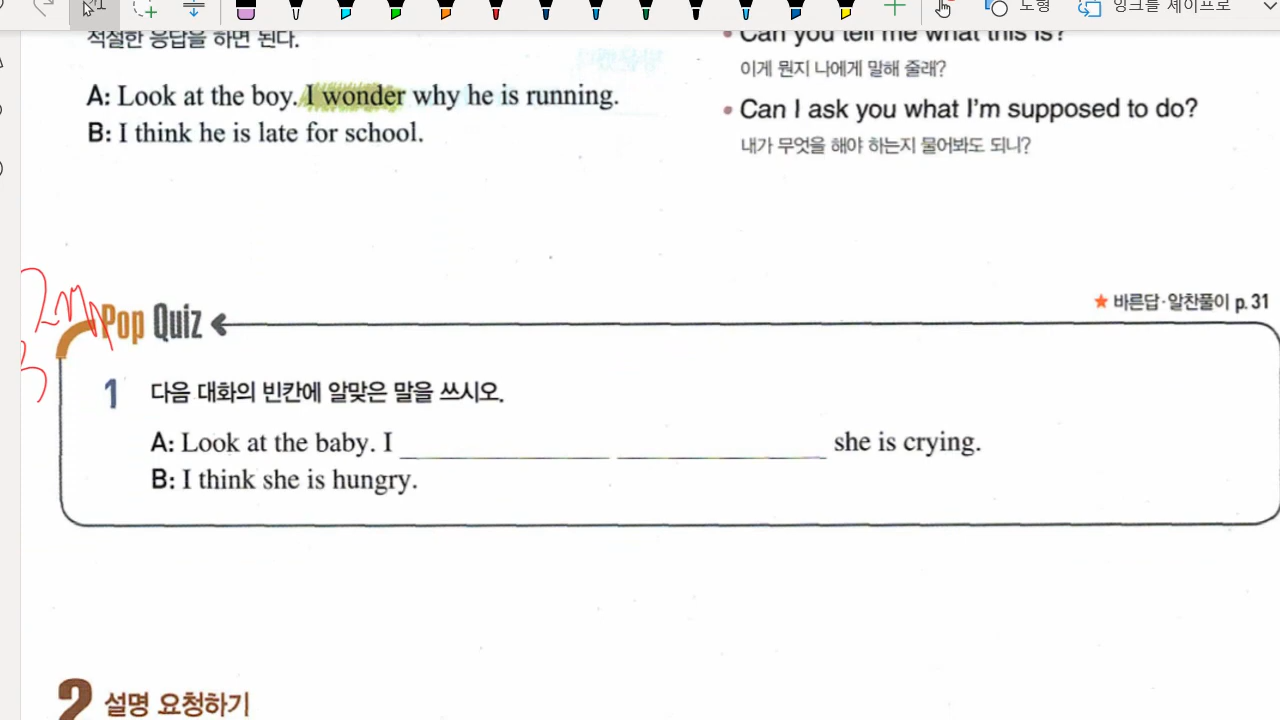 도형
잉크를 셰이프로
적절한 응답을 하면 된다.
A: Look at the boy. I wonder why he is running.
B: I think he is late for school.
• Can you tell me what this is?
이게 뭔지 나에게 말해 줄래?
• Can I ask you what I'm supposed to do?
내가 무엇을 해야 하는지 물어봐도 되니?
Pop Quiz
★ 바른답·알찬풀이 p. 31
1 다음 대화의 빈칸에 알맞은 말을 쓰시오.
A: Look at the baby. I ____________ ____________ she is crying.
B: I think she is hungry.
2 설명 요청하기